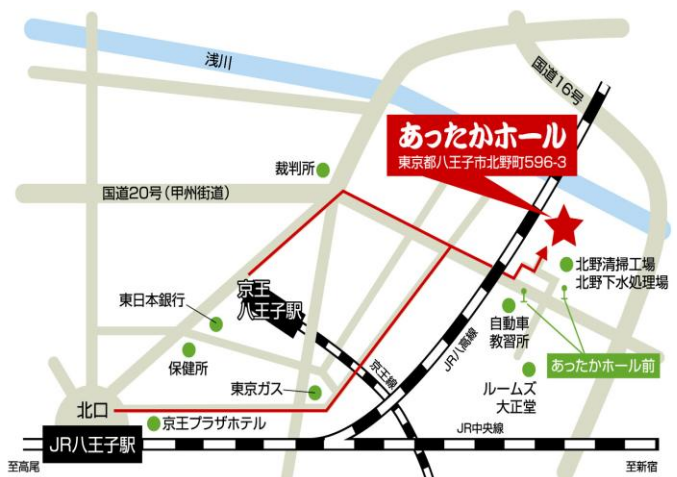 浅川
国道16号
あったかホール
東京都八王子市北野町596-3
裁判所
国道20号(甲州街道)
北野清掃工場
北野下水処理場
京王
八王子駅
東日本銀行
自動車
教習所
保健所
京王線
JR八高線
あったかホール前
東京ガス
ルームズ
大正堂
北口
京王プラザホテル
JR中央線
JR八王子駅
至高尾
至新宿